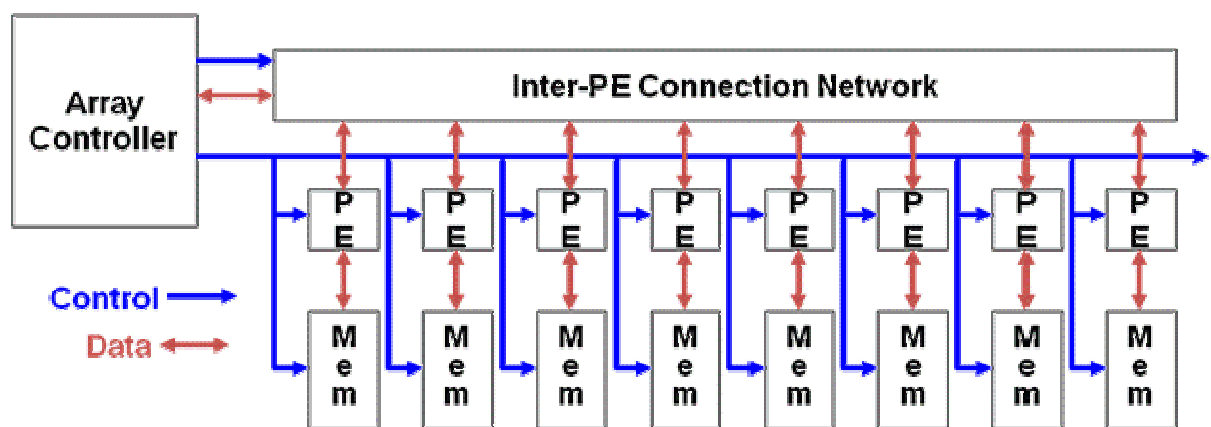 Array
Controller
Inter-PE Connection Network
P P P P P P P P
E E E E E E E E
Control
Data
M M M M M M M M
e e e e e e e e
m m m m m m m m